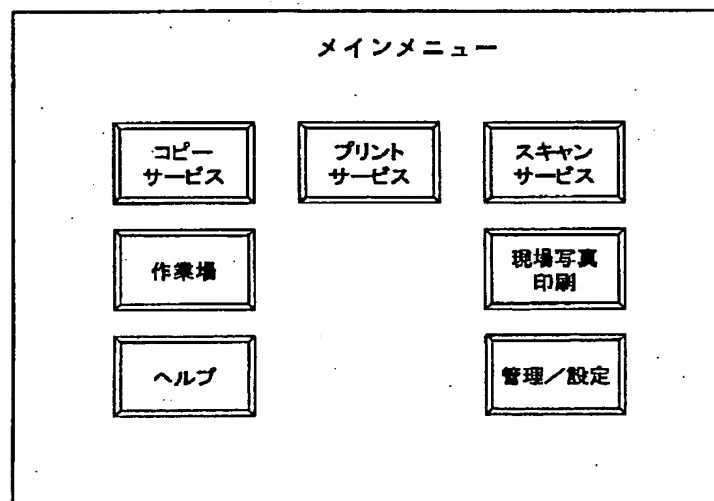 メインメニュー
コピー
サービス
プリント
サービス
スキャン
サービス
作業場
現場写真
印刷
ヘルプ
管理／設定